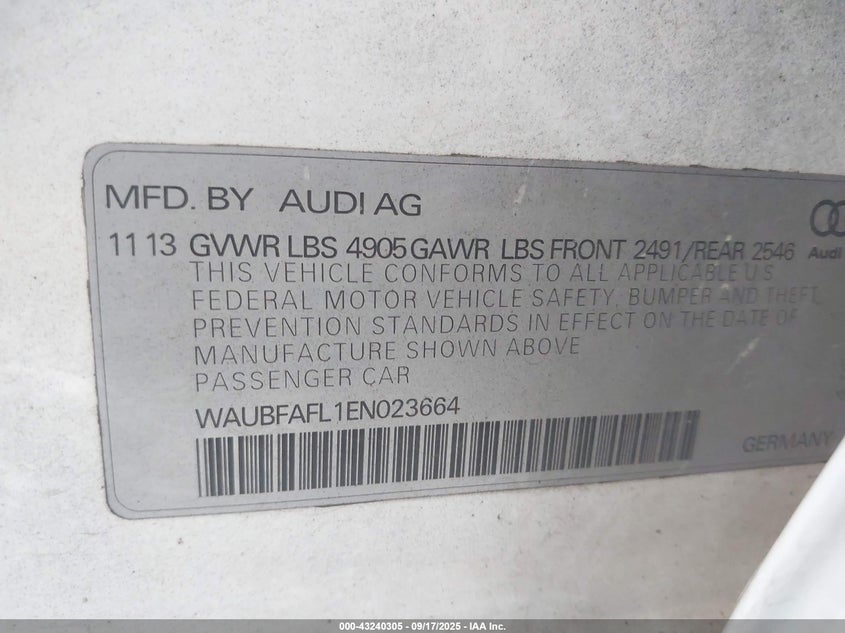 MFD. BY AUDI AG
11 13 GVWR LBS 4905 GAWR LBS FRONT 2491/REAR 2546
Audi
THIS VEHICLE CONFORMS TO ALL APPLICABLE U.S.
FEDERAL MOTOR VEHICLE SAFETY, BUMPER AND THEFT
PREVENTION STANDARDS IN EFFECT ON THE DATE OF
MANUFACTURE SHOWN ABOVE
PASSENGER CAR
WAUBFAFL1EN023664
GERMANY
000-43240305 - 09/17/2025 - IAA Inc.